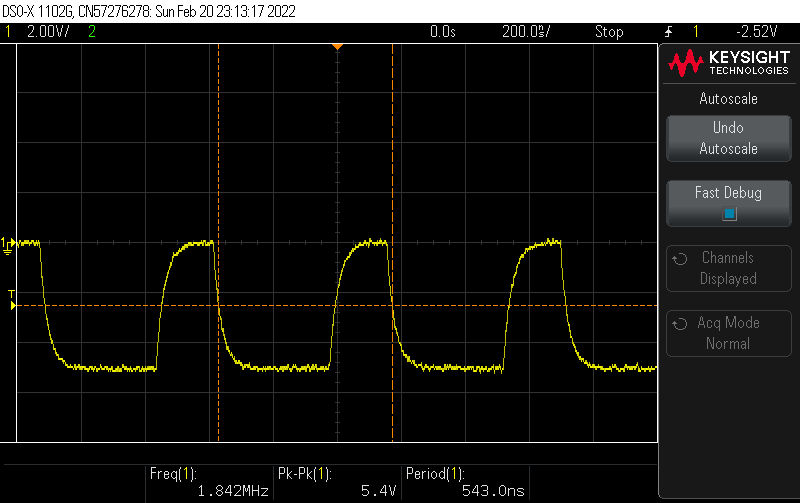 DSO-X 1102G, CN57276278: Sun Feb 20 23:13:17 2022
1 2.00V/ 2 0.0s 200.0s/ Stop 1 -2.52V
KEYSIGHT
TECHNOLOGIES
Autoscale
Undo
Autoscale
Fast Debug
1
Channels
Displayed
T
Acq Mode
Normal
Freq(1): Pk-Pk(1): Period(1):
1.842MHz 5.4V 543.0ns